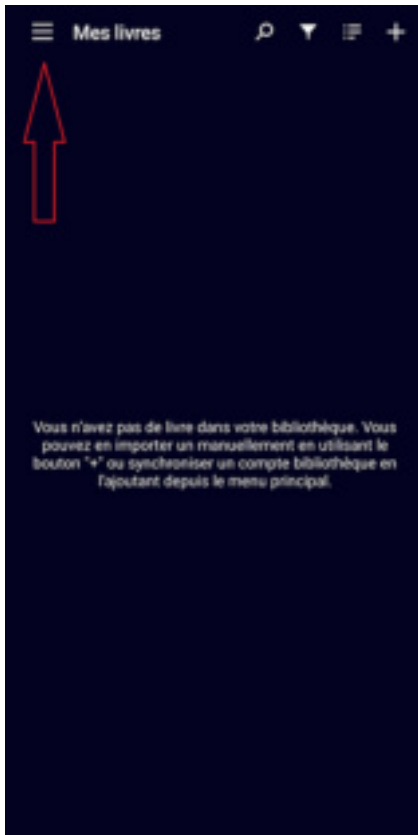 Mes livres
Vous n'avez pas de livre dans votre bibliothèque. Vous
pouvez en importer un manuellement en utilisant le
bouton "+" ou synchroniser un compte bibliothèque en
l'ajoutant depuis le menu principal.